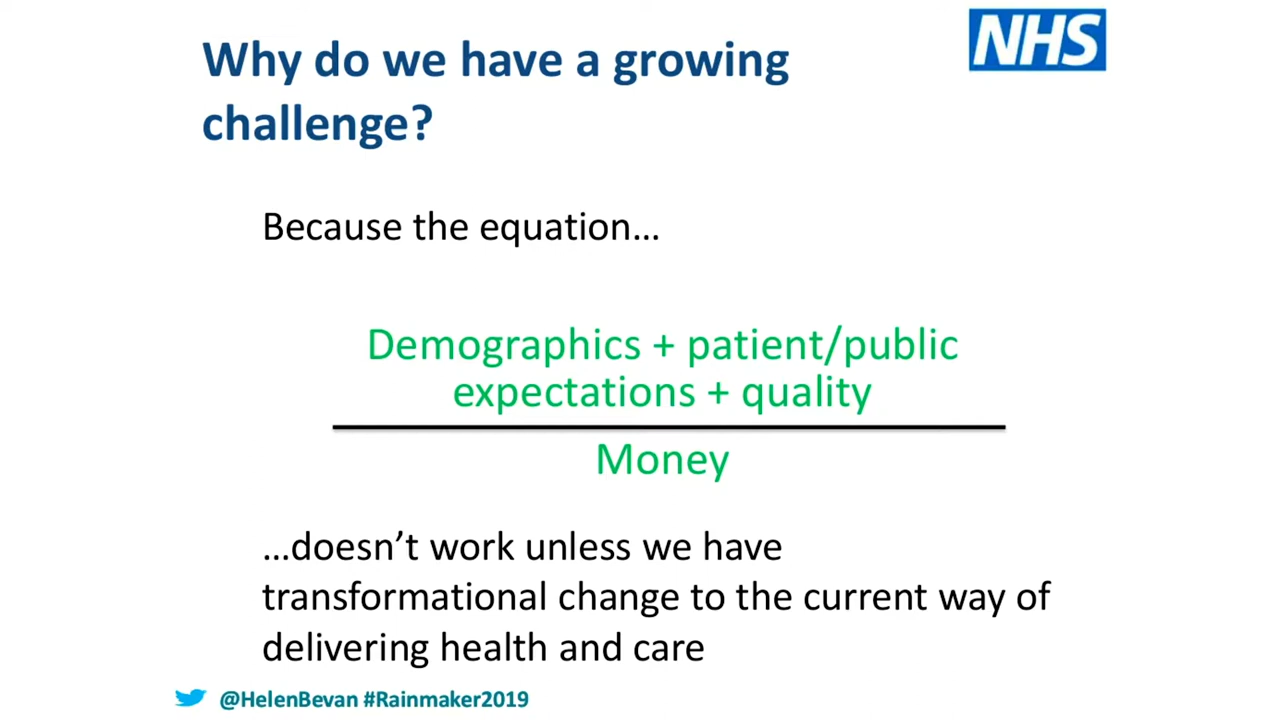 Why do we have a growing
challenge?
NHS
Because the equation…
Demographics + patient/public
expectations + quality
Money
…doesn’t work unless we have
transformational change to the current way of
delivering health and care
@HelenBevan #Rainmaker2019